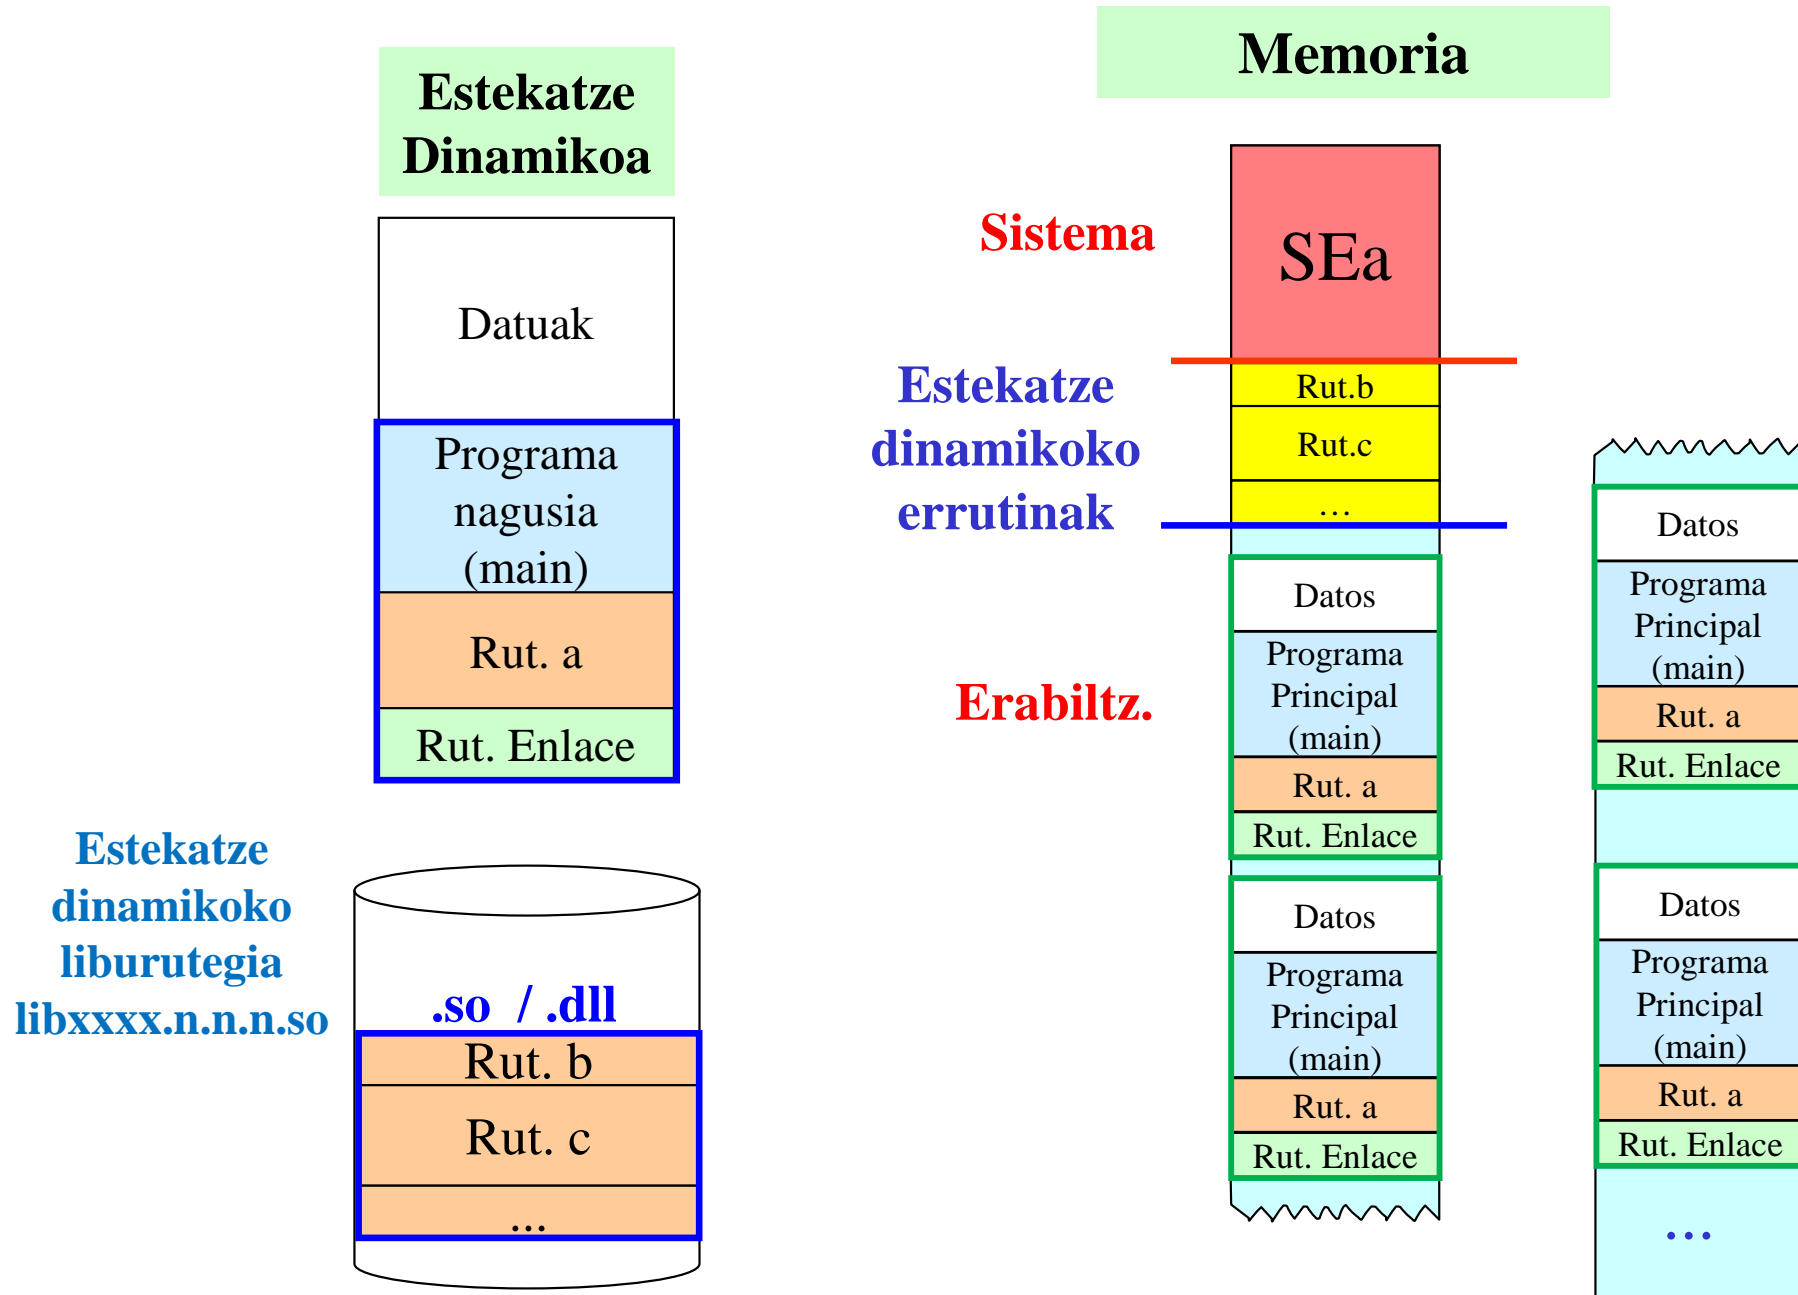 Estekatze
Dinamikoa
Datuak
Programa
nagusia
(main)
Rut. a
Rut. Enlace
Estekatze
dinamikoko
liburutegia
libxxxx.n.n.n.so
.so / .dll
Rut. b
Rut. c
...
Memoria
Sistema
SEa
Estekatze
dinamikoko
errutinak
Rut.b
Rut.c
…
Erabiltz.
Datos
Programa
Principal
(main)
Rut. a
Rut. Enlace
Datos
Programa
Principal
(main)
Rut. a
Rut. Enlace
Datos
Programa
Principal
(main)
Rut. a
Rut. Enlace
Datos
Programa
Principal
(main)
Rut. a
Rut. Enlace
…